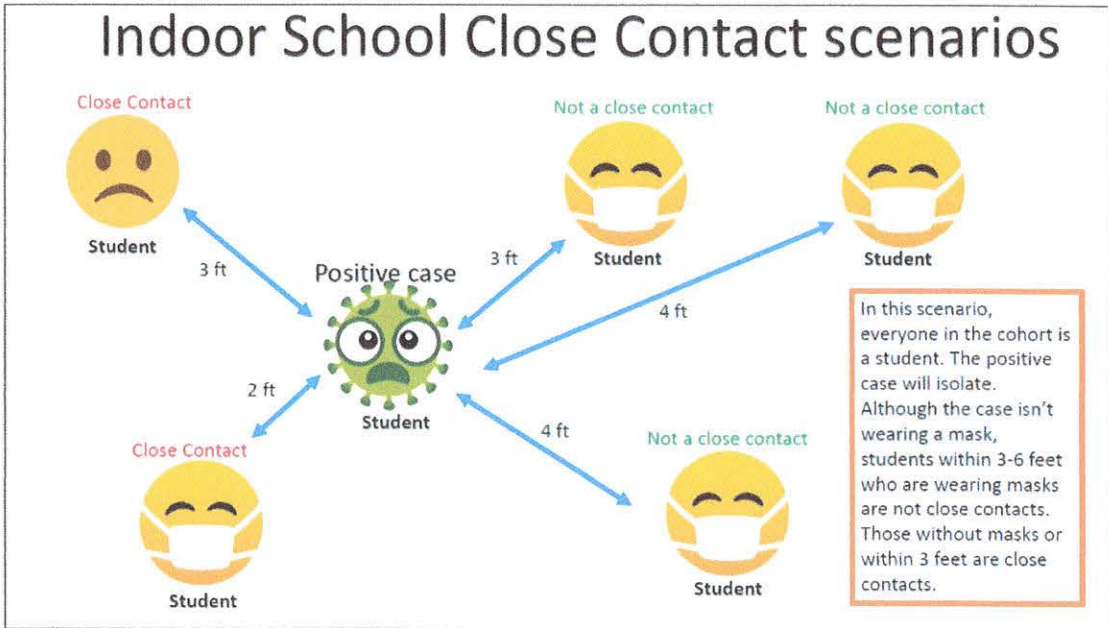 Indoor School Close Contact scenarios
Close Contact
Not a close contact
Not a close contact
Student
Student
Student
3 ft
3 ft
Positive case
4 ft
In this scenario,
everyone in the cohort is
a student. The positive
case will isolate.
Although the case isn't
wearing a mask,
students within 3-6 feet
who are wearing masks
are not close contacts.
Those without masks or
within 3 feet are close
contacts.
2 ft
Student
4 ft
Close Contact
Not a close contact
Student
Student